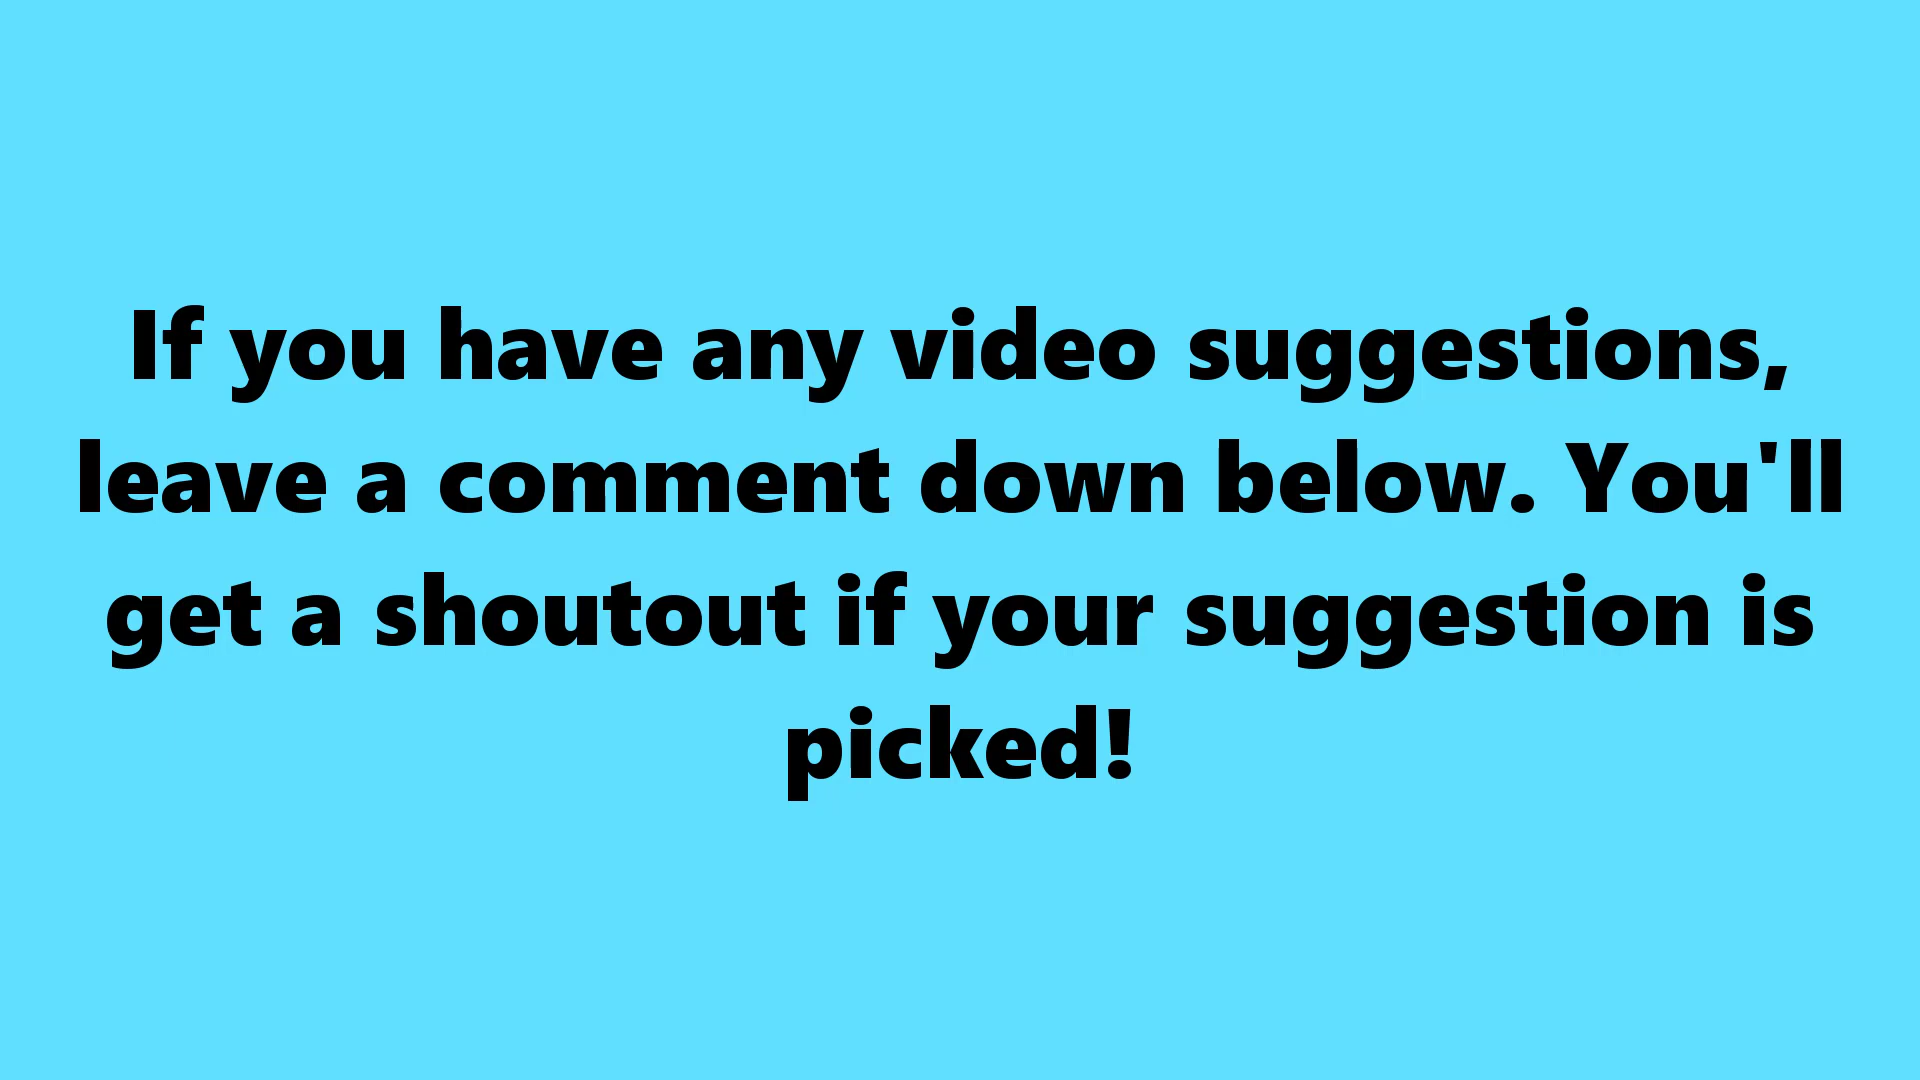 If you have any video suggestions,
leave a comment down below. You'll
get a shoutout if your suggestion is
picked!